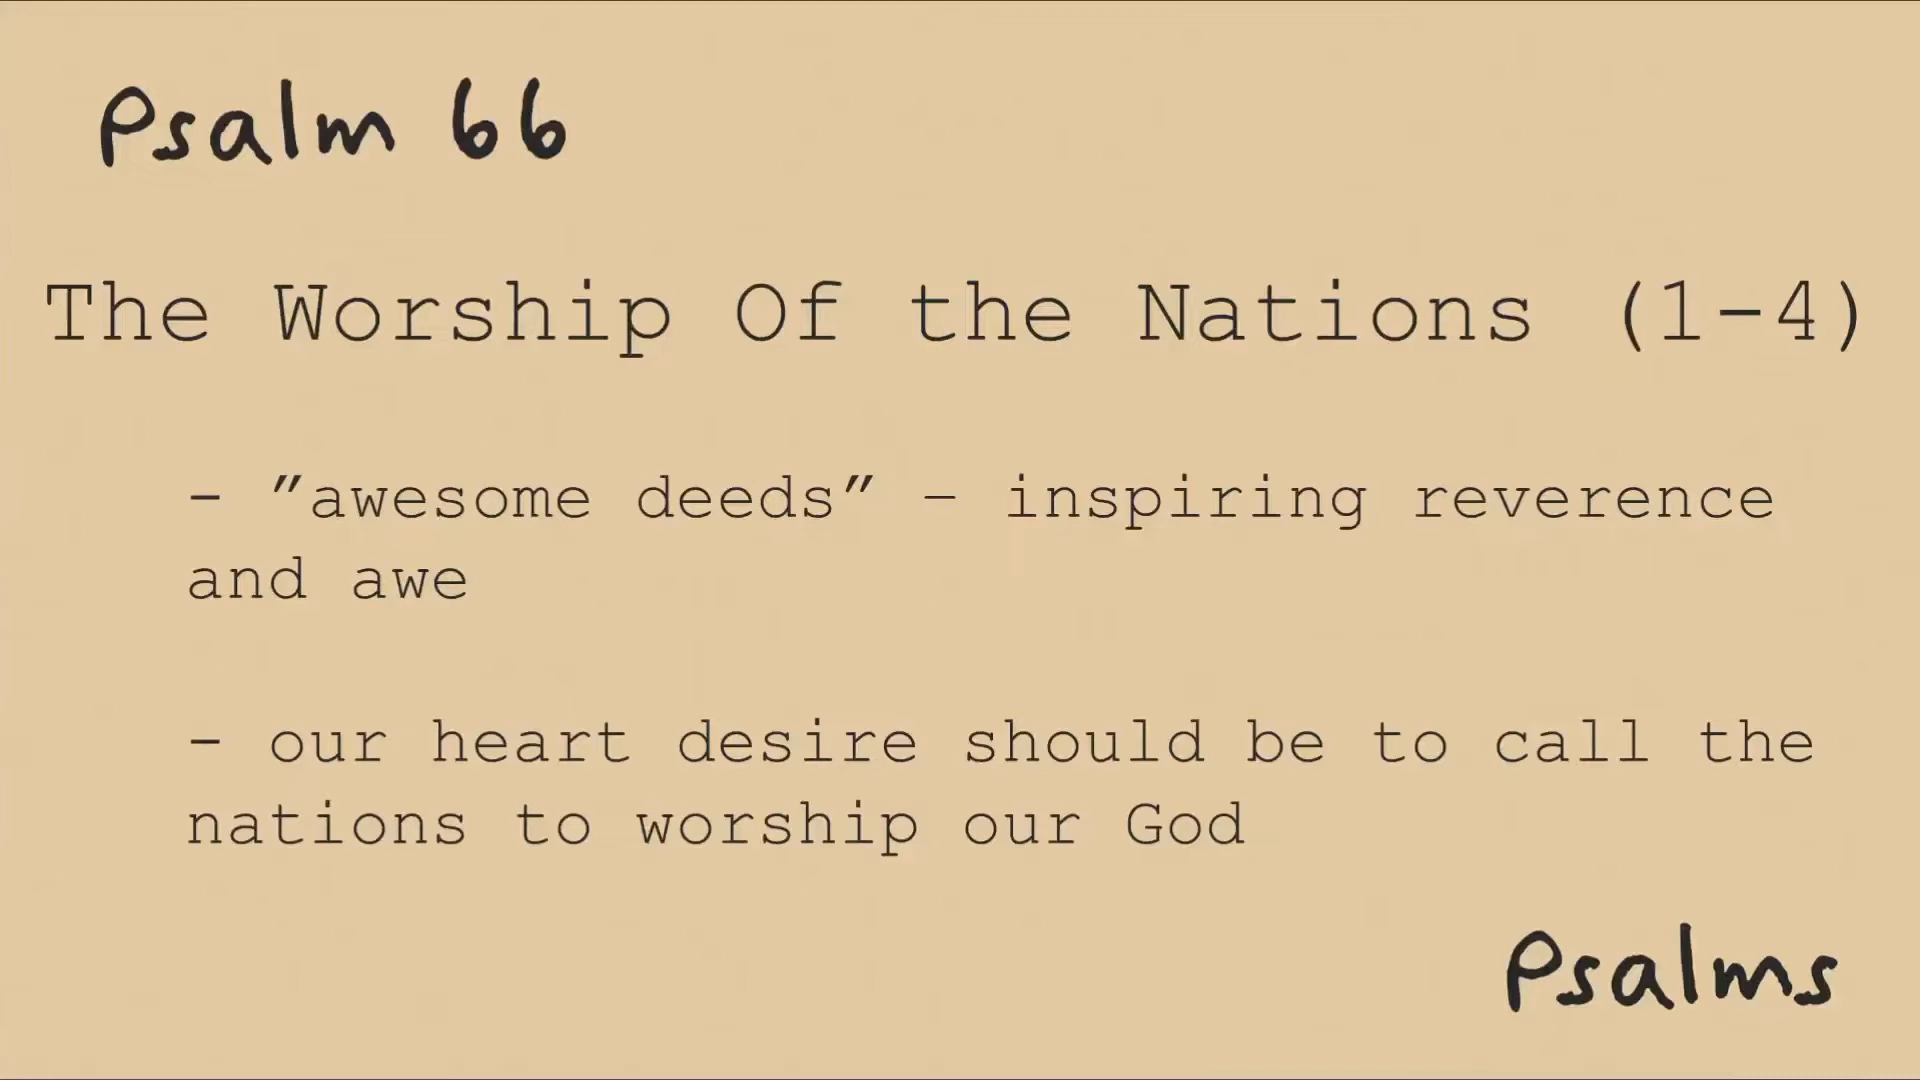 Psalm 66
The Worship Of the Nations (1-4)
- "awesome deeds" – inspiring reverence
and awe
- our heart desire should be to call the
nations to worship our God
Psalms